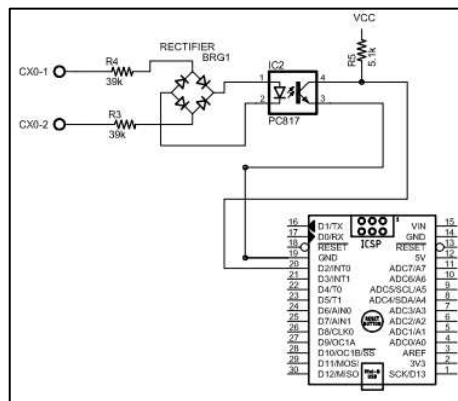 VCC
RECTIFIER
BRG1
R4
39k
CX0-1
R3
39k
CX0-2
IC2
1
2
4
3
PC817
R5
5.1k
16 D1/TX
17 D0/RX
18 RESET
19 GND
20 D2/INT0
21 D3/INT1
22 D4/T0
23 D5/T1
24 D6/AIN0
25 D7/AIN1
26 D8/CLK0
27 D9/OC1A
28 D10/OC1B/SS
29 D11/MOSI
30 D12/MISO
1
ICSP
RESET
BUTTON
USB
VIN 15
GND 14
RESET 13
5V 12
ADC7/A7 11
ADC6/A6 10
ADC5/SCL/A5 9
ADC4/SDA/A4 8
ADC3/A3 7
ADC2/A2 6
ADC1/A1 5
ADC0/A0 4
AREF 3
3V3 2
SCK/D13 1